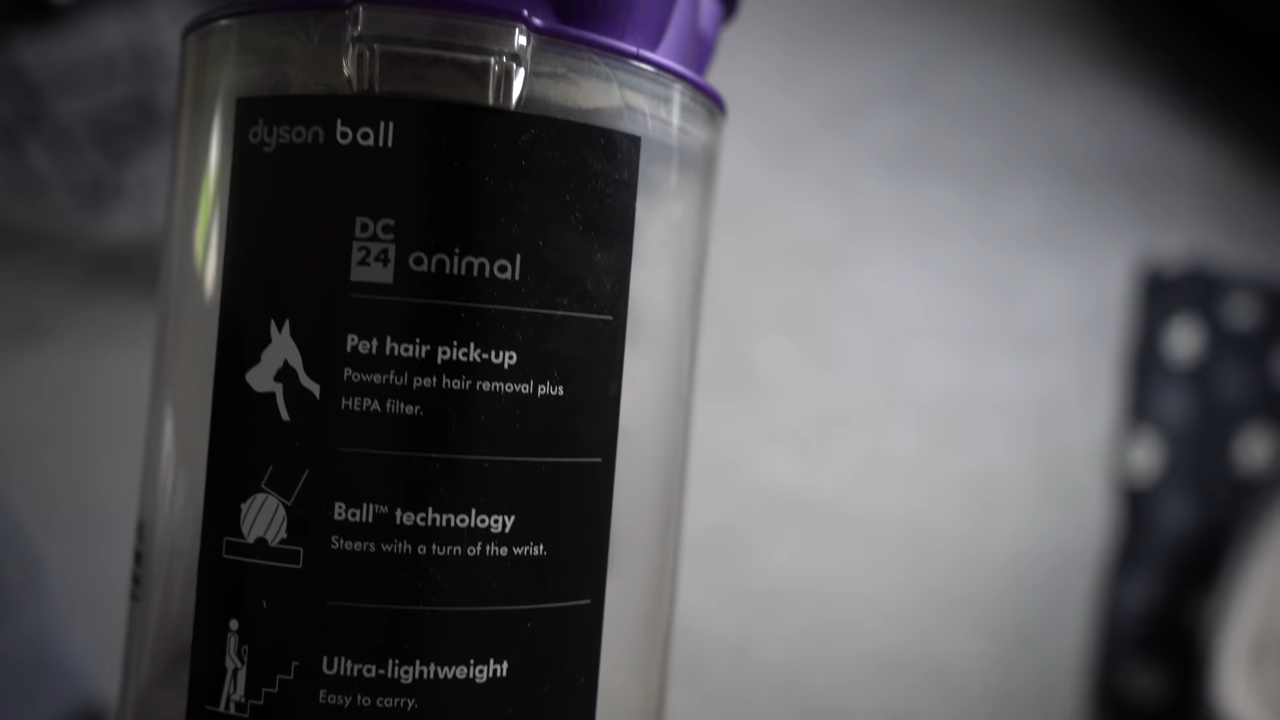 dyson ball
DC
24 animal
Pet hair pick-up
Powerful pet hair removal plus
HEPA filter.
Ball™ technology
Steers with a turn of the wrist.
Ultra-lightweight
Easy to carry.